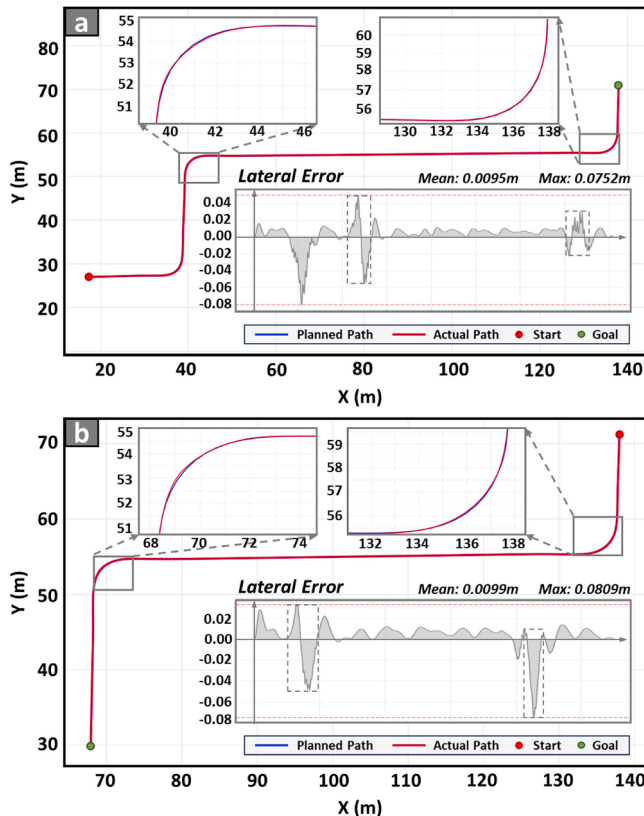 a
80
70
60
50
40
30
20
Y (m)
55
54
53
52
51
40 42 44 46
60
59
58
57
56
130 132 134 136 138
Lateral Error Mean: 0.0095m Max: 0.0752m
0.04
0.02
0.00
-0.02
-0.04
-0.06
-0.08
Planned Path Actual Path Start Goal
20 40 60 80 100 120 140
X (m)
b
70
60
50
40
30
Y (m)
55
54
53
52
51
68 70 72 74
59
58
57
56
132 134 136 138
Lateral Error Mean: 0.0099m Max: 0.0809m
0.02
0.00
-0.02
-0.04
-0.06
-0.08
Planned Path Actual Path Start Goal
70 80 90 100 110 120 130 140
X (m)